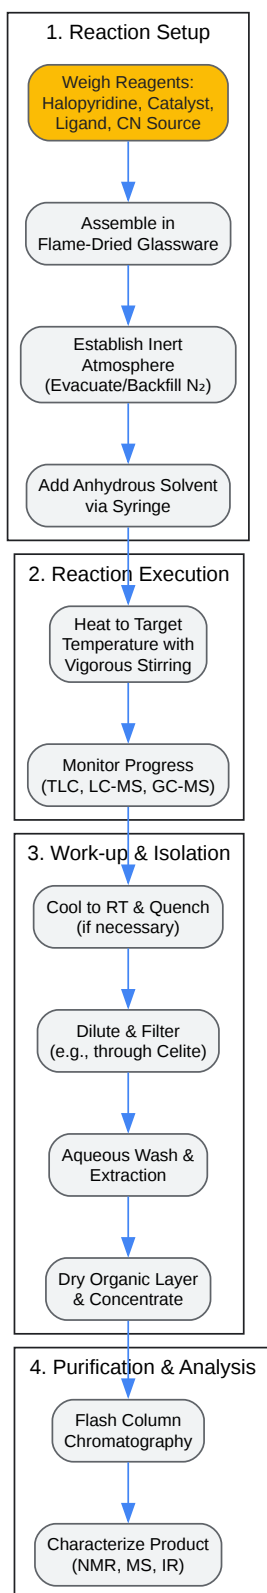 1. Reaction Setup
Weigh Reagents:
Halopyridine, Catalyst,
Ligand, CN Source
Assemble in
Flame-Dried Glassware
Establish Inert
Atmosphere
(Evacuate/Backfill N₂)
Add Anhydrous Solvent
via Syringe
2. Reaction Execution
Heat to Target
Temperature with
Vigorous Stirring
Monitor Progress
(TLC, LC-MS, GC-MS)
3. Work-up & Isolation
Cool to RT & Quench
(if necessary)
Dilute & Filter
(e.g., through Celite)
Aqueous Wash &
Extraction
Dry Organic Layer
& Concentrate
4. Purification & Analysis
Flash Column
Chromatography
Characterize Product
(NMR, MS, IR)